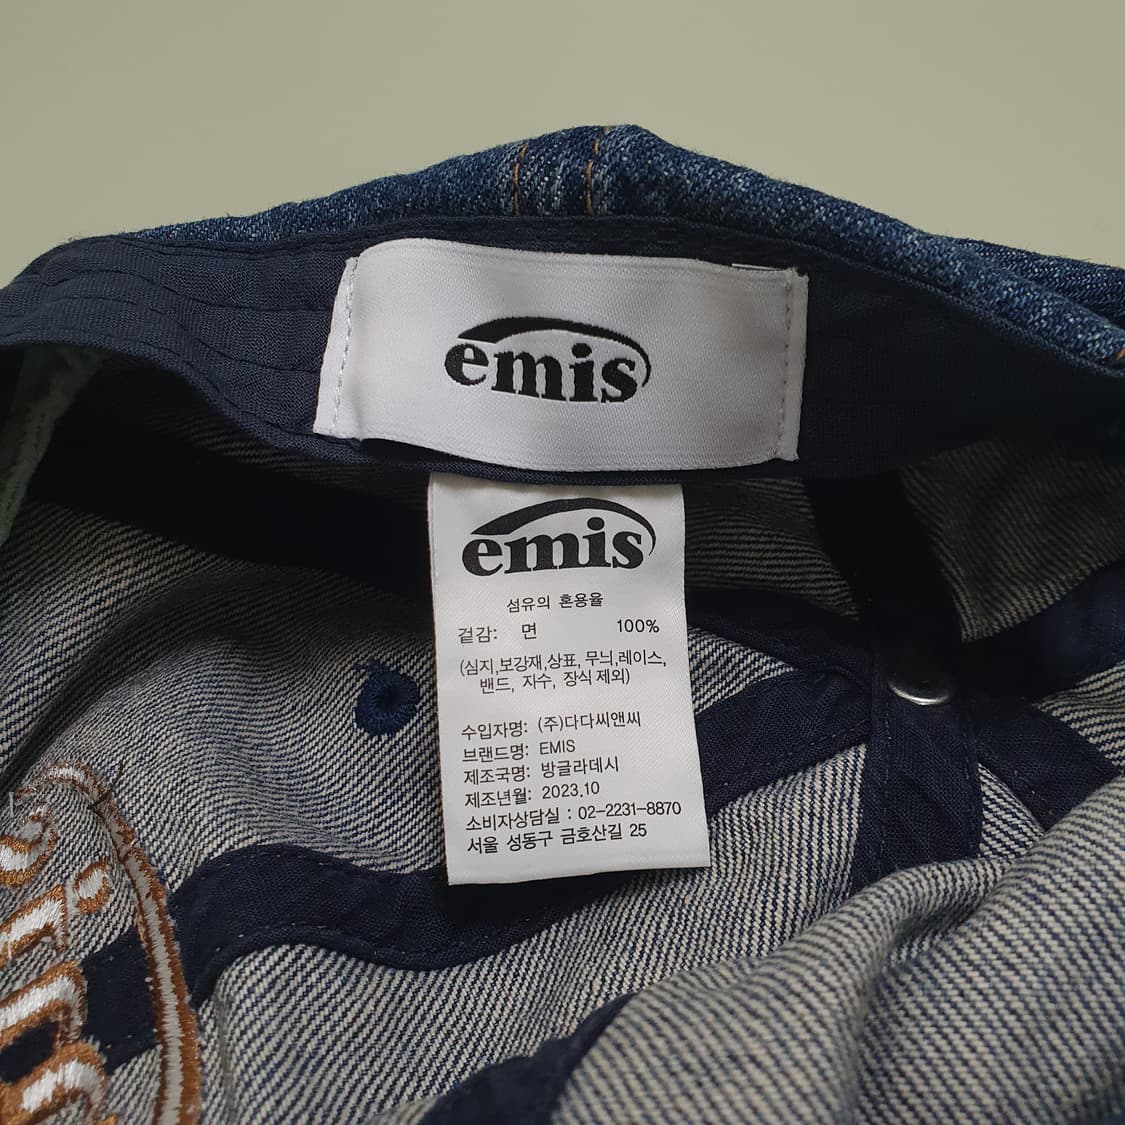 emis
emis
섬유의 혼용율
겉감: 면 100%
(심지,보강재,상표, 무늬,레이스,
밴드, 자수, 장식 제외)
수입자명: (주)다다씨앤씨
브랜드명: EMIS
제조국명: 방글라데시
제조년월: 2023.10
소비자상담실 : 02-2231-8870
서울 성동구 금호산길 25